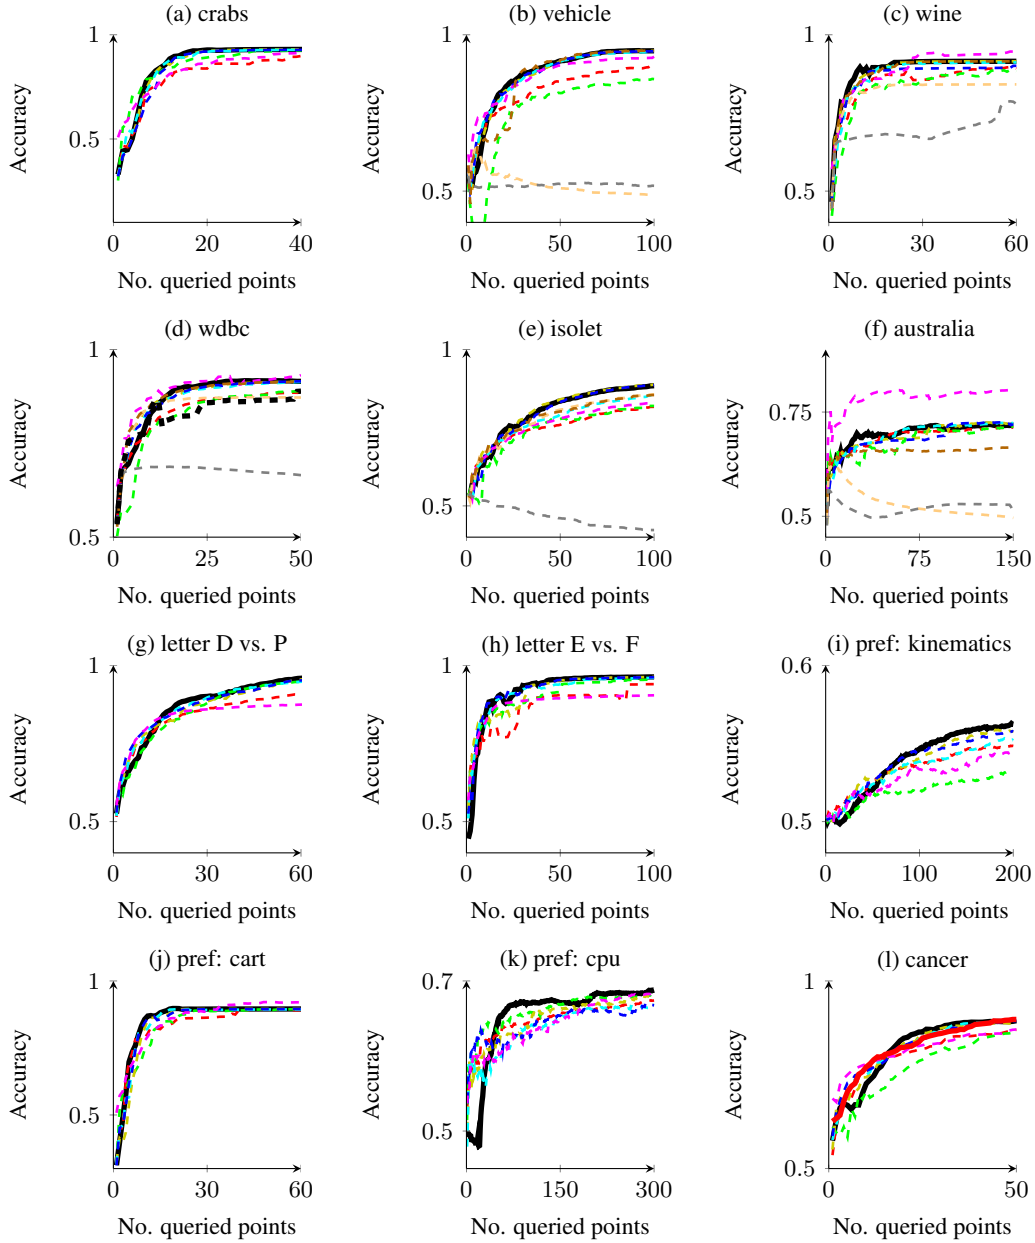 (a) crabs
1
0.5
Accuracy
0 20 40
No. queried points
(b) vehicle
1
0.5
Accuracy
0 50 100
No. queried points
(c) wine
1
0.5
Accuracy
0 30 60
No. queried points
(d) wdbc
1
0.5
Accuracy
0 25 50
No. queried points
(e) isolet
1
0.5
Accuracy
0 50 100
No. queried points
(f) australia
0.75
0.5
Accuracy
0 75 150
No. queried points
(g) letter D vs. P
1
0.5
Accuracy
0 30 60
No. queried points
(h) letter E vs. F
1
0.5
Accuracy
0 50 100
No. queried points
(i) pref: kinematics
0.6
0.5
Accuracy
0 100 200
No. queried points
(j) pref: cart
1
0.5
Accuracy
0 30 60
No. queried points
(k) pref: cpu
0.7
0.5
Accuracy
0 150 300
No. queried points
(l) cancer
1
0.5
Accuracy
0 50
No. queried points